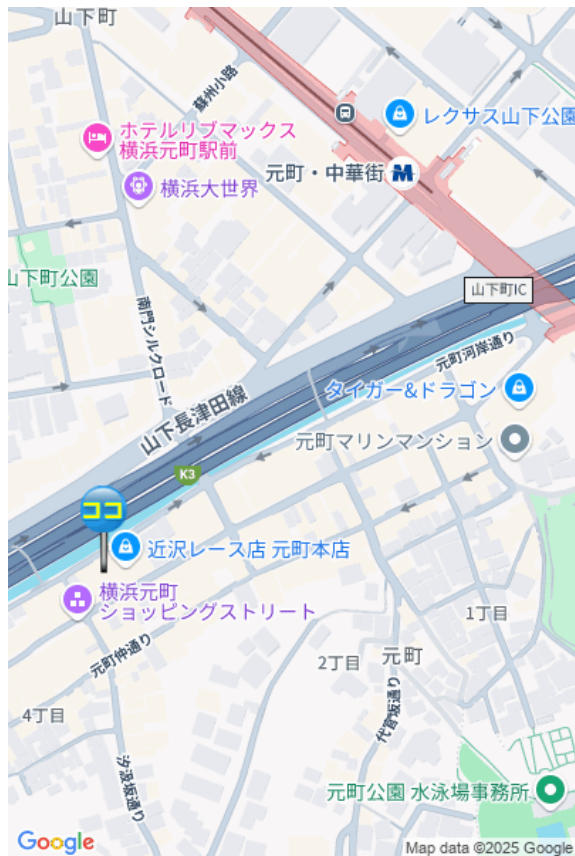 山下町
蘇州小路
レクサス山下公園
ホテルリブマックス
横浜元町駅前
元町・中華街
横浜大世界
山下町公園
山下町IC
南門シルクロード
元町河岸通り
山下長津田線
タイガー&ドラゴン
元町マリンマンション
K3
ココ
近沢レース店 元町本店
横浜元町
ショッピングストリート
1丁目
元町仲通り
2丁目
元町
4丁目
代官坂通り
汐汲坂通り
元町公園 水泳場事務所
Google
Map data ©2025 Google